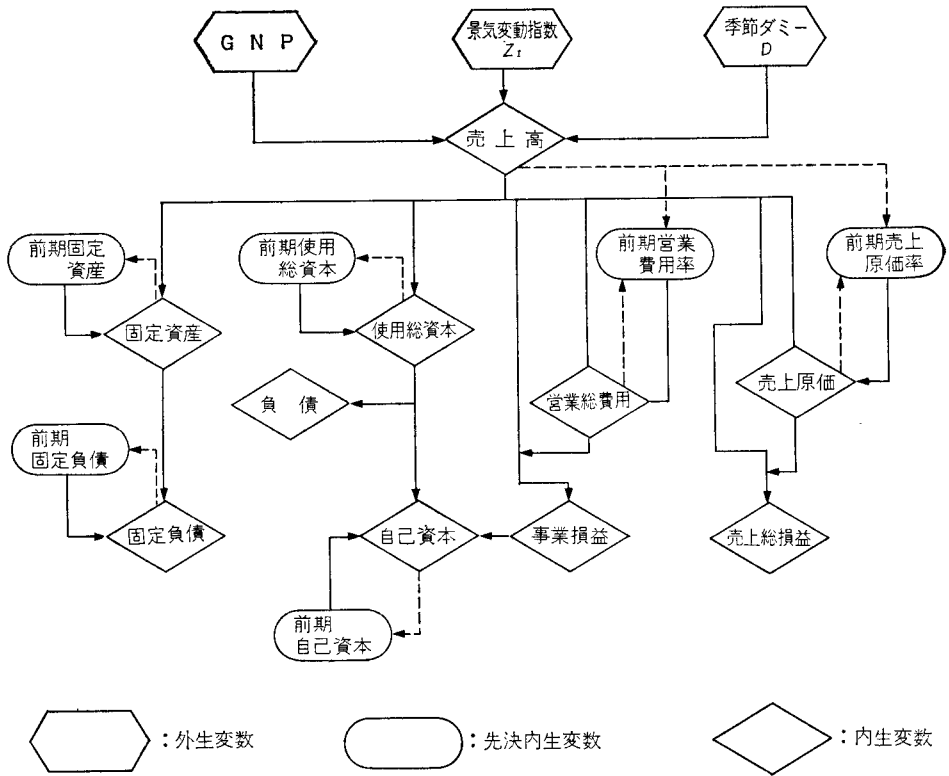 GNP
景気変動指数
Zt
季節ダミー
D
売上高
前期固定
資産
前期使用
総資本
前期営業
費用率
前期売上
原価率
固定資産
使用総資本
売上原価
負債
営業総費用
前期
固定負債
固定負債
自己資本
事業損益
売上総損益
前期
自己資本
:外生変数
:先決内生変数
:内生変数